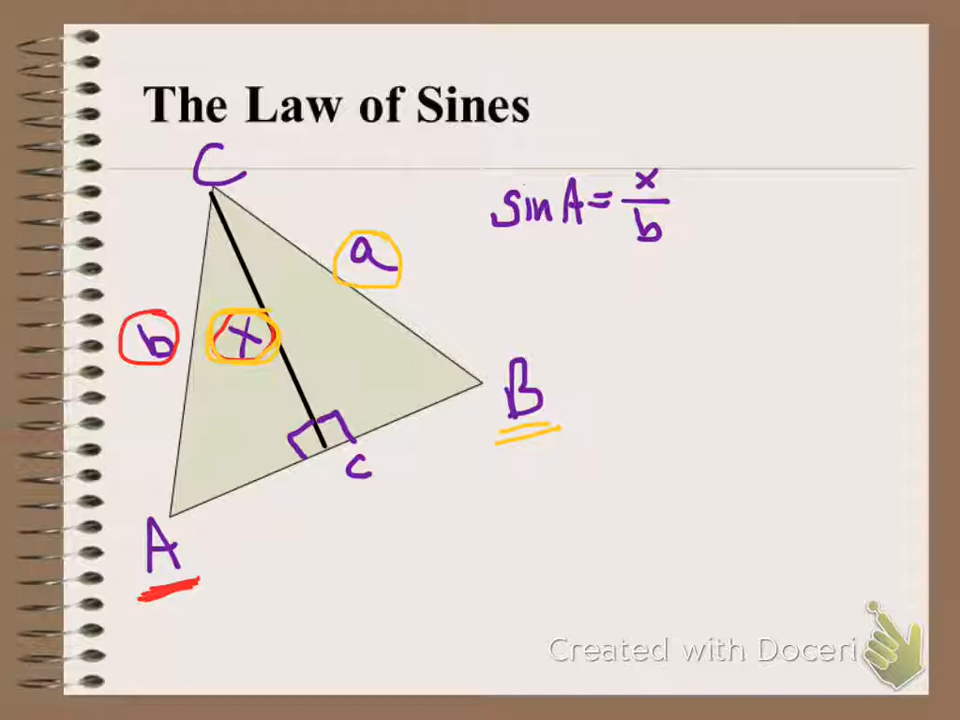 The Law of Sines
C
sin A = x/b
a
b
x
B
c
A
Created with Doceri